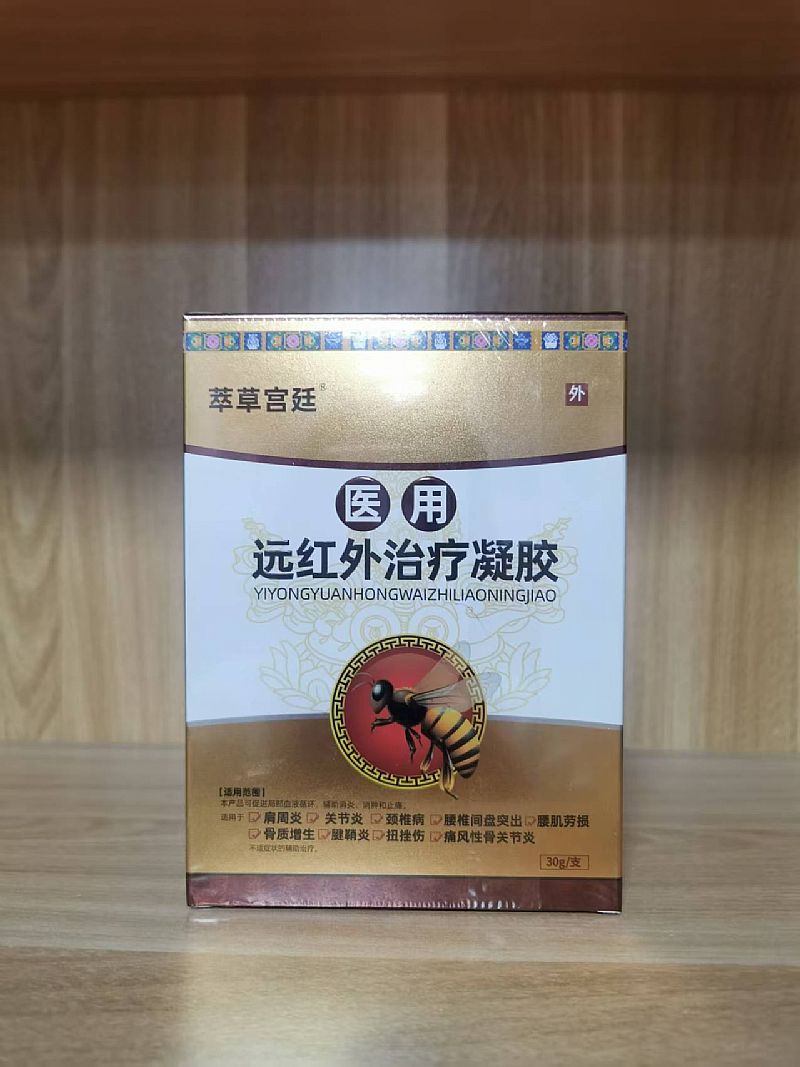 萃草宫廷®
外
医用
远红外治疗凝胶
YIYONGYUANHONGWAIZHILIAONINGJIAO
【适用范围】
本产品可促进局部血液循环，辅助消炎、消肿和止痛。
适用于 肩周炎 关节炎 颈椎病 腰椎间盘突出 腰肌劳损
骨质增生 腱鞘炎 扭挫伤 痛风性骨关节炎
不适症状的辅助治疗。
30g/支